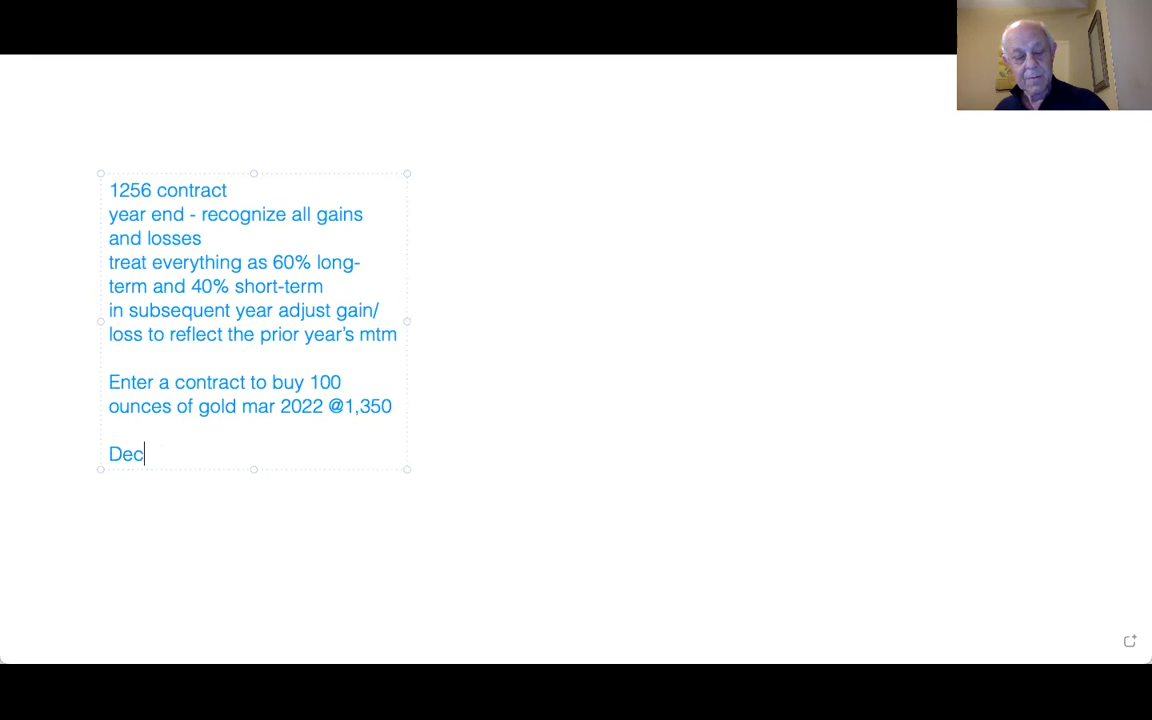 1256 contract
year end - recognize all gains
and losses
treat everything as 60% long-
term and 40% short-term
in subsequent year adjust gain/
loss to reflect the prior year's mtm
Enter a contract to buy 100
ounces of gold mar 2022 @1,350
Dec